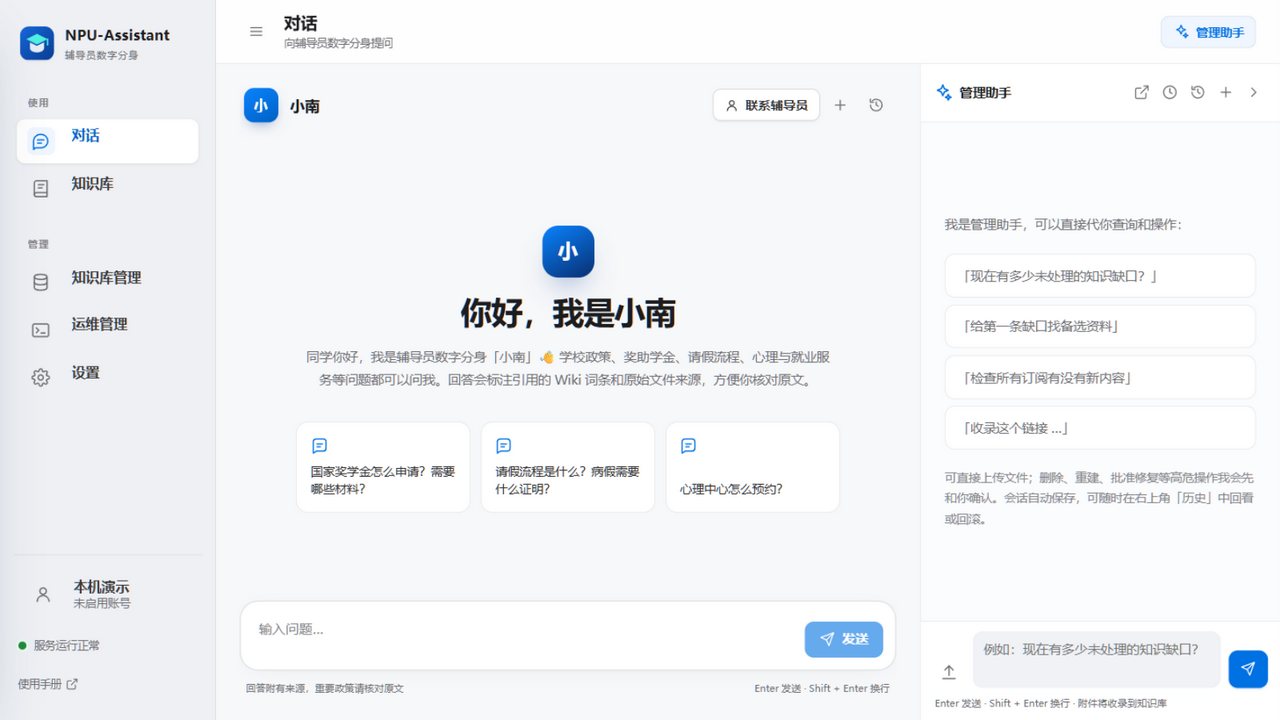 NPU-Assistant
辅导员数字分身
使用
对话
知识库
管理
知识库管理
运维管理
设置
本机演示
未启用账号
服务运行正常
使用手册
对话
向辅导员数字分身提问
管理助手
小
小南
联系辅导员
小
你好，我是小南
同学你好，我是辅导员数字分身「小南」👋 学校政策、奖助学金、请假流程、心理与就业服
务等问题都可以问我。回答会标注引用的 Wiki 词条和原始文件来源，方便你核对原文。
国家奖学金怎么申请？需要
哪些材料？
请假流程是什么？病假需要
什么证明？
心理中心怎么预约？
输入问题...
发送
回答附有来源，重要政策请核对原文
Enter 发送 · Shift + Enter 换行
管理助手
我是管理助手，可以直接代你查询和操作：
「现在有多少未处理的知识缺口？」
「给第一条缺口找备选资料」
「检查所有订阅有没有新内容」
「收录这个链接 ...」
可直接上传文件；删除、重建、批准修复等高危操作我会先
和你确认。会话自动保存，可随时在右上角「历史」中回看
或回滚。
例如：现在有多少未处理的知识缺口？
Enter 发送 · Shift + Enter 换行 · 附件将收录到知识库